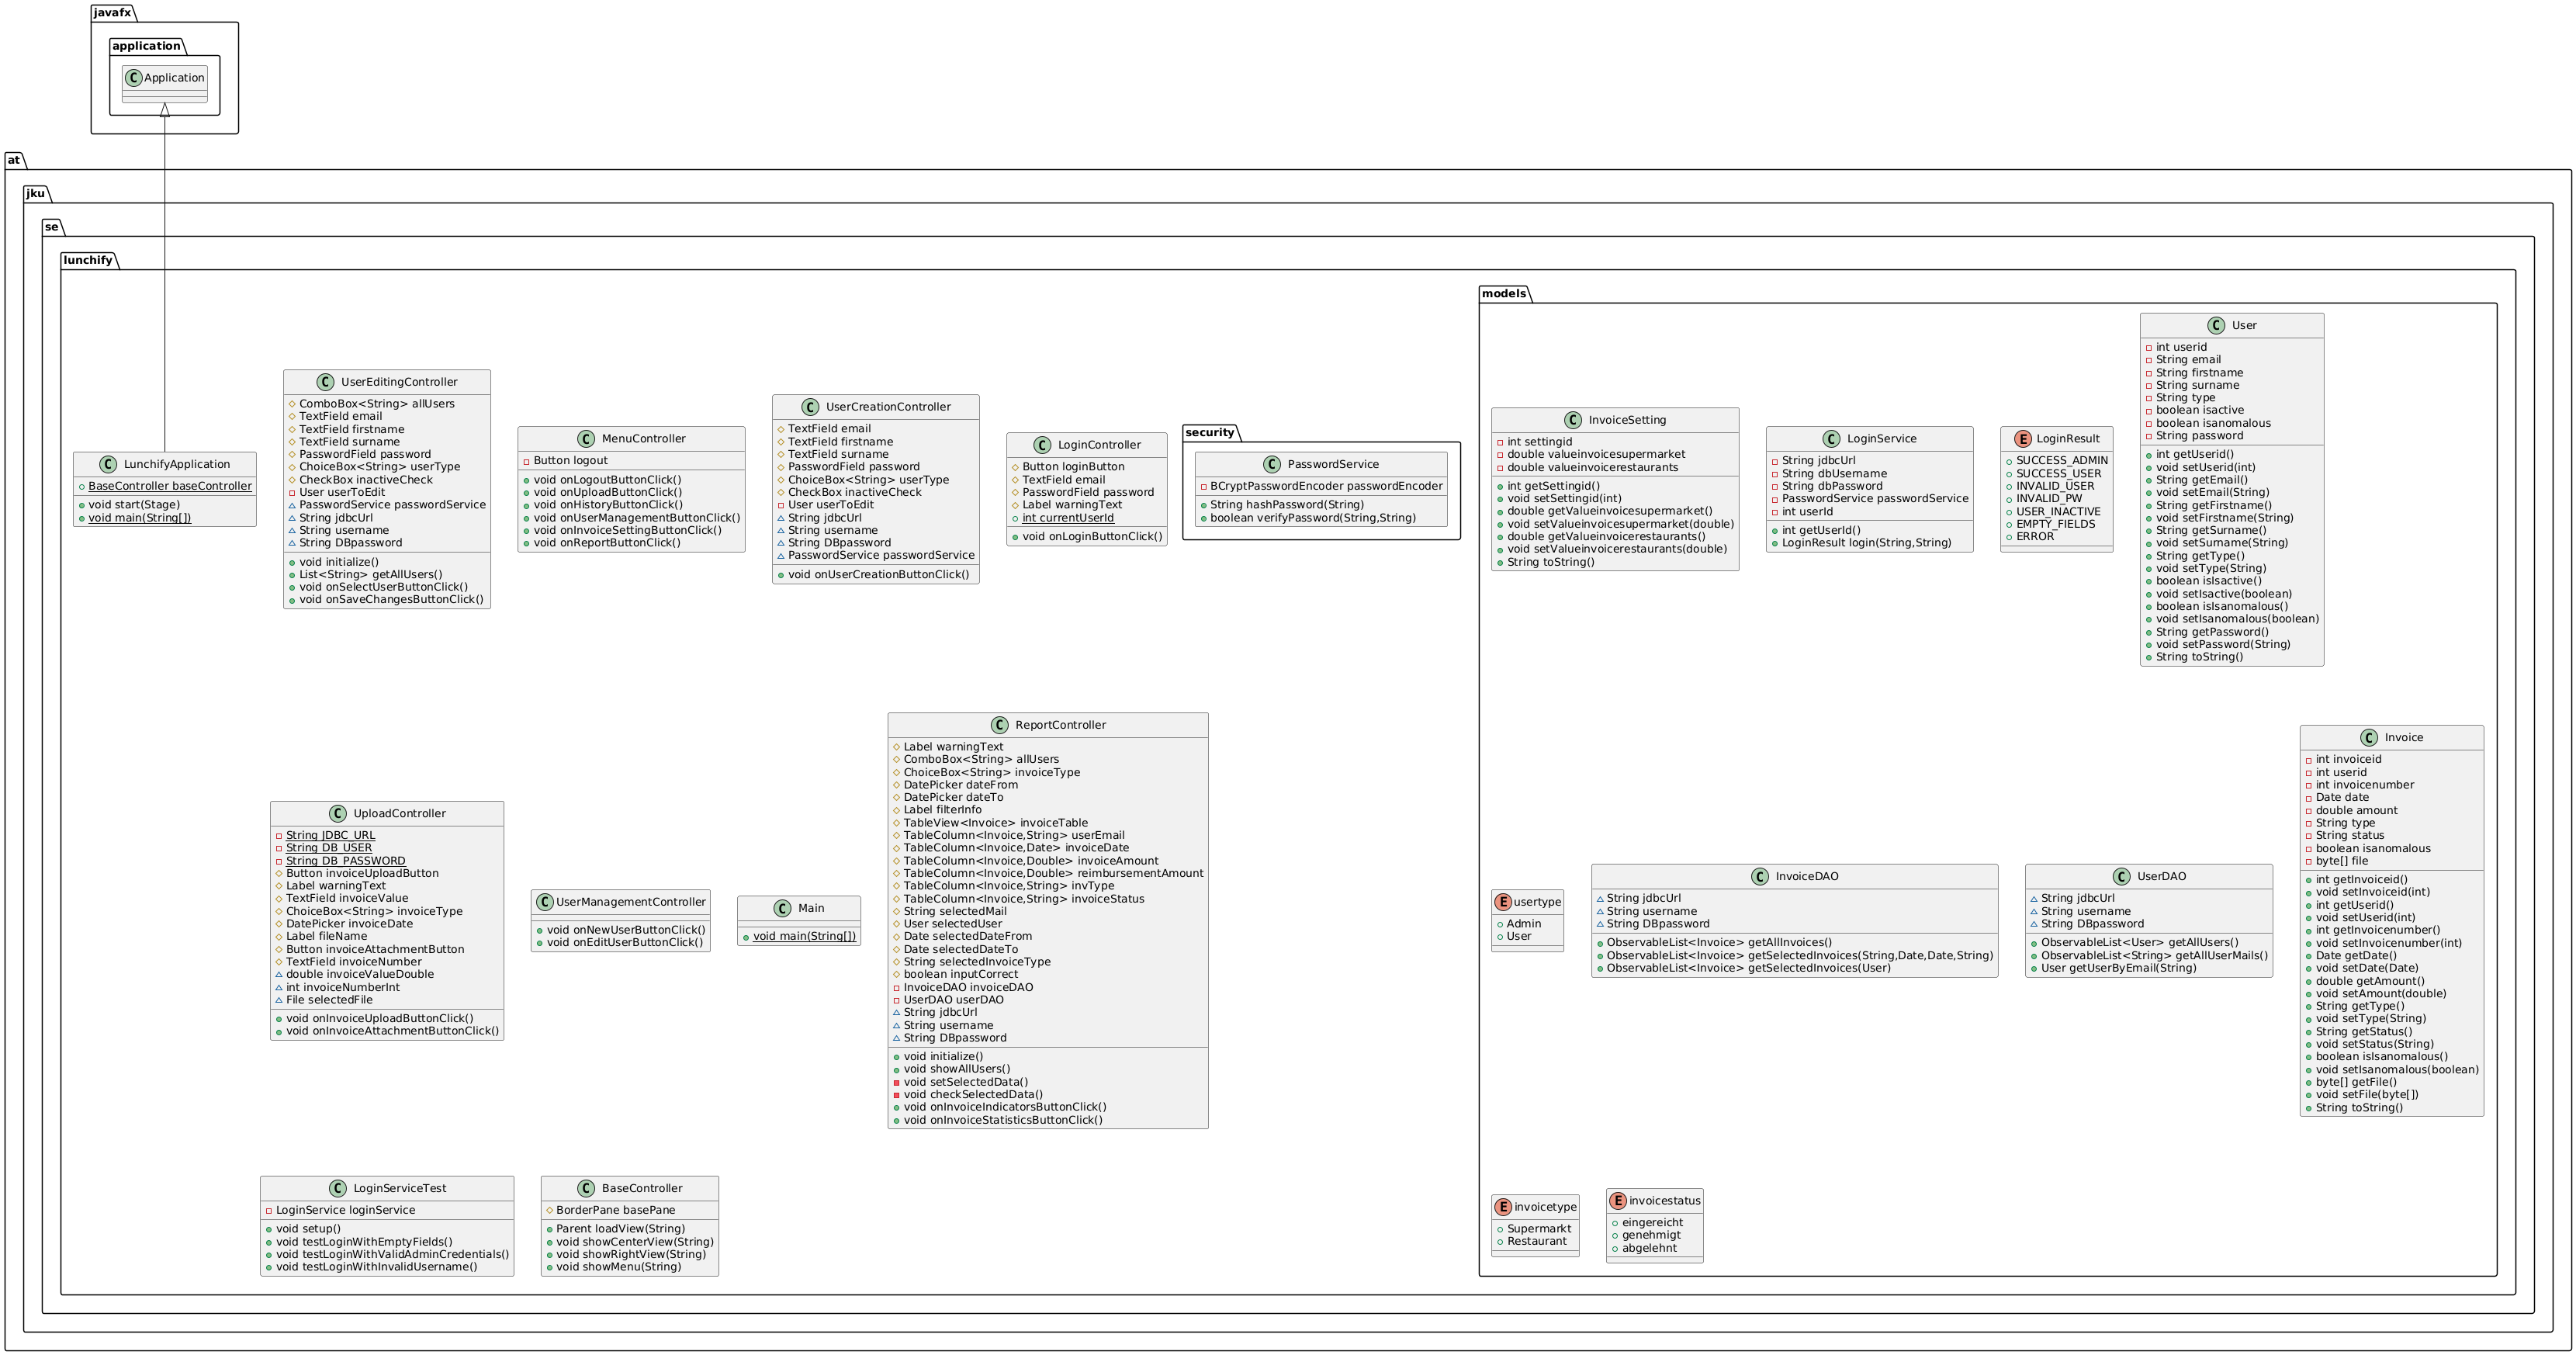 javafx
application
Application
at
jku
se
lunchify
LunchifyApplication
BaseController baseController
void start(Stage)
void main(String[])
UserEditingController
ComboBox<String> allUsers
TextField email
TextField firstname
TextField surname
PasswordField password
ChoiceBox<String> userType
CheckBox inactiveCheck
User userToEdit
PasswordService passwordService
String jdbcUrl
String username
String DBpassword
void initialize()
List<String> getAllUsers()
void onSelectUserButtonClick()
void onSaveChangesButtonClick()
MenuController
Button logout
void onLogoutButtonClick()
void onUploadButtonClick()
void onHistoryButtonClick()
void onUserManagementButtonClick()
void onInvoiceSettingButtonClick()
void onReportButtonClick()
UserCreationController
TextField email
TextField firstname
TextField surname
PasswordField password
ChoiceBox<String> userType
CheckBox inactiveCheck
User userToEdit
String jdbcUrl
String username
String DBpassword
PasswordService passwordService
void onUserCreationButtonClick()
LoginController
Button loginButton
TextField email
PasswordField password
Label warningText
int currentUserId
void onLoginButtonClick()
security
PasswordService
BCryptPasswordEncoder passwordEncoder
String hashPassword(String)
boolean verifyPassword(String,String)
UploadController
String JDBC_URL
String DB_USER
String DB_PASSWORD
Button invoiceUploadButton
Label warningText
TextField invoiceValue
ChoiceBox<String> invoiceType
DatePicker invoiceDate
Label fileName
Button invoiceAttachmentButton
TextField invoiceNumber
double invoiceValueDouble
int invoiceNumberInt
File selectedFile
void onInvoiceUploadButtonClick()
void onInvoiceAttachmentButtonClick()
UserManagementController
void onNewUserButtonClick()
void onEditUserButtonClick()
Main
void main(String[])
ReportController
Label warningText
ComboBox<String> allUsers
ChoiceBox<String> invoiceType
DatePicker dateFrom
DatePicker dateTo
Label filterInfo
TableView<Invoice> invoiceTable
TableColumn<Invoice,String> userEmail
TableColumn<Invoice,Date> invoiceDate
TableColumn<Invoice,Double> invoiceAmount
TableColumn<Invoice,Double> reimbursementAmount
TableColumn<Invoice,String> invType
TableColumn<Invoice,String> invoiceStatus
String selectedMail
User selectedUser
Date selectedDateFrom
Date selectedDateTo
String selectedInvoiceType
boolean inputCorrect
InvoiceDAO invoiceDAO
UserDAO userDAO
String jdbcUrl
String username
String DBpassword
void initialize()
void showAllUsers()
void setSelectedData()
void checkSelectedData()
void onInvoiceIndicatorsButtonClick()
void onInvoiceStatisticsButtonClick()
LoginServiceTest
LoginService loginService
void setup()
void testLoginWithEmptyFields()
void testLoginWithValidAdminCredentials()
void testLoginWithInvalidUsername()
BaseController
BorderPane basePane
Parent loadView(String)
void showCenterView(String)
void showRightView(String)
void showMenu(String)
models
InvoiceSetting
int settingid
double valueinvoicesupermarket
double valueinvoicerestaurants
int getSettingid()
void setSettingid(int)
double getValueinvoicesupermarket()
void setValueinvoicesupermarket(double)
double getValueinvoicerestaurants()
void setValueinvoicerestaurants(double)
String toString()
LoginService
String jdbcUrl
String dbUsername
String dbPassword
PasswordService passwordService
int userId
int getUserId()
LoginResult login(String,String)
LoginResult
SUCCESS_ADMIN
SUCCESS_USER
INVALID_USER
INVALID_PW
USER_INACTIVE
EMPTY_FIELDS
ERROR
User
int userid
String email
String firstname
String surname
String type
boolean isactive
boolean isanomalous
String password
int getUserid()
void setUserid(int)
String getEmail()
void setEmail(String)
String getFirstname()
void setFirstname(String)
String getSurname()
void setSurname(String)
String getType()
void setType(String)
boolean isIsactive()
void setIsactive(boolean)
boolean isIsanomalous()
void setIsanomalous(boolean)
String getPassword()
void setPassword(String)
String toString()
usertype
Admin
User
InvoiceDAO
String jdbcUrl
String username
String DBpassword
ObservableList<Invoice> getAllInvoices()
ObservableList<Invoice> getSelectedInvoices(String,Date,Date,String)
ObservableList<Invoice> getSelectedInvoices(User)
UserDAO
String jdbcUrl
String username
String DBpassword
ObservableList<User> getAllUsers()
ObservableList<String> getAllUserMails()
User getUserByEmail(String)
Invoice
int invoiceid
int userid
int invoicenumber
Date date
double amount
String type
String status
boolean isanomalous
byte[] file
int getInvoiceid()
void setInvoiceid(int)
int getUserid()
void setUserid(int)
int getInvoicenumber()
void setInvoicenumber(int)
Date getDate()
void setDate(Date)
double getAmount()
void setAmount(double)
String getType()
void setType(String)
String getStatus()
void setStatus(String)
boolean isIsanomalous()
void setIsanomalous(boolean)
byte[] getFile()
void setFile(byte[])
String toString()
invoicetype
Supermarkt
Restaurant
invoicestatus
eingereicht
genehmigt
abgelehnt